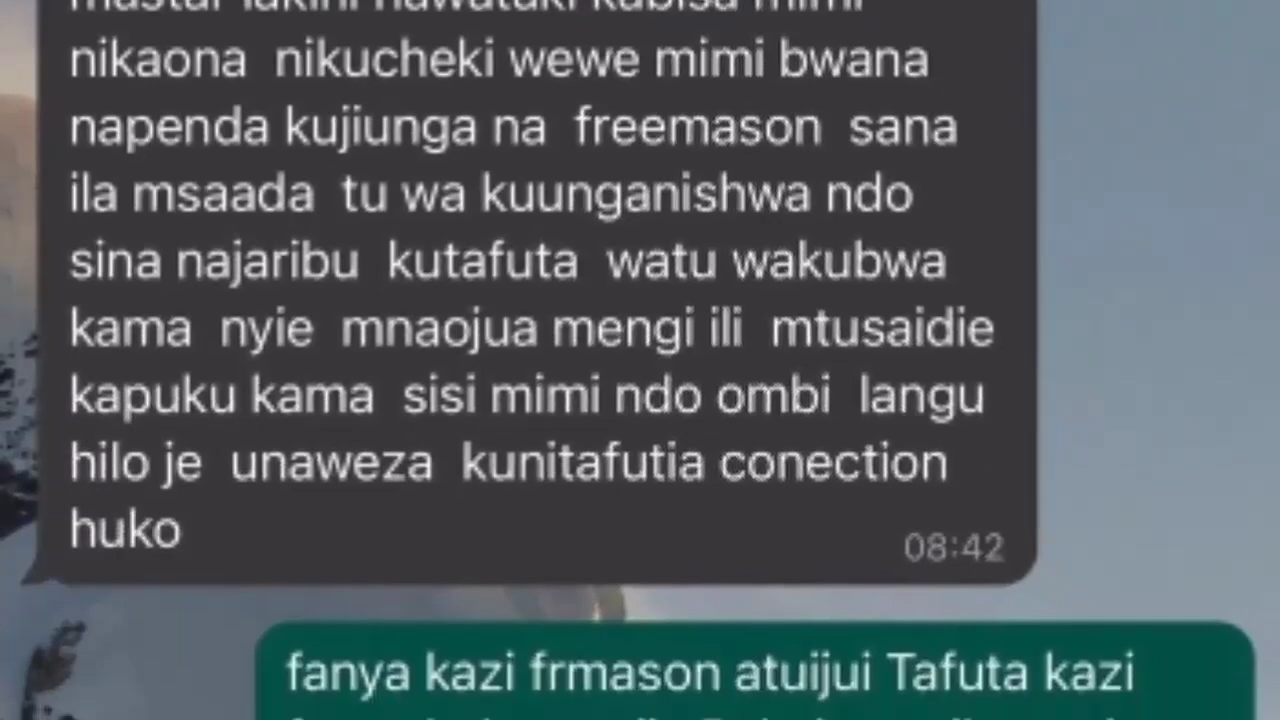 nikaona nikucheki wewe mimi bwana
napenda kujiunga na freemason sana
ila msaada tu wa kuunganishwa ndo
sina najaribu kutafuta watu wakubwa
kama nyie mnaojua mengi ili mtusaidie
kapuku kama sisi mimi ndo ombi langu
hilo je unaweza kunitafutia conection
huko
08:42
fanya kazi frmason atuijui Tafuta kazi